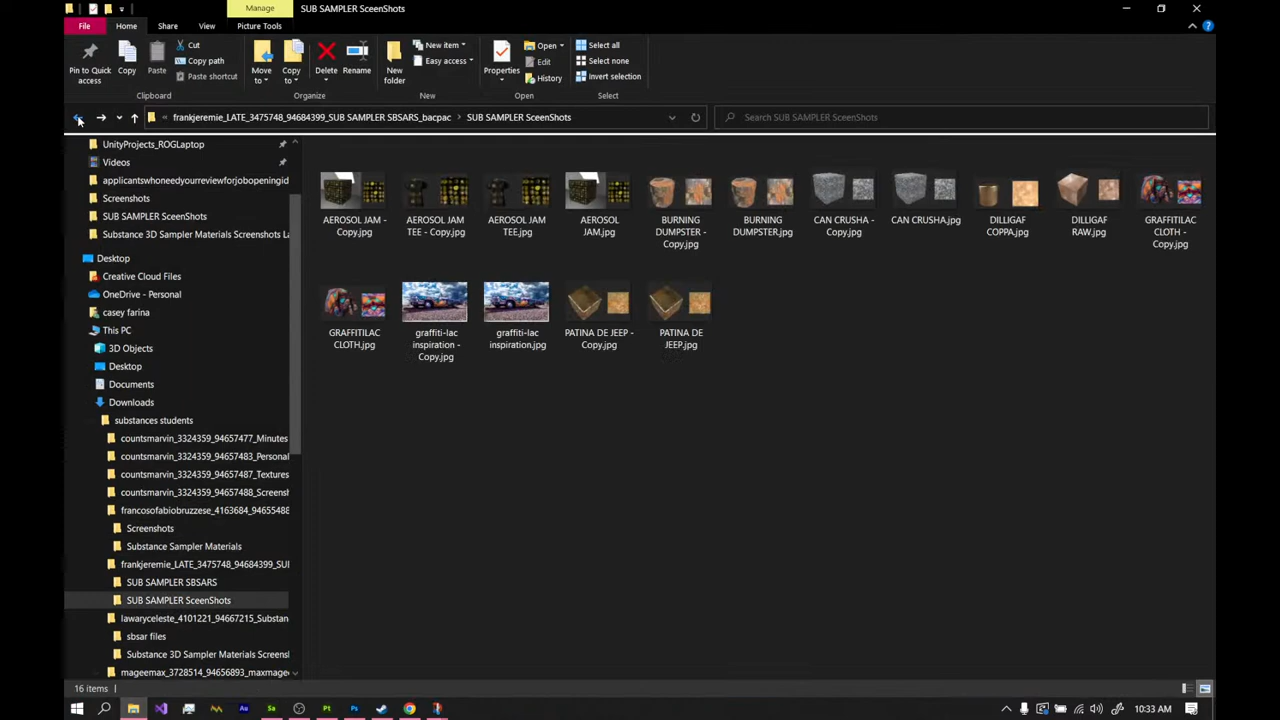 Manage
SUB SAMPLER SceenShots
File
Home
Share
View
Picture Tools
Pin to Quick access
Copy
Paste
Cut
Copy path
Paste shortcut
Clipboard
Move to
Copy to
Delete
Rename
Organize
New folder
New item
Easy access
New
Properties
Open
Edit
History
Open
Select all
Select none
Invert selection
Select
« frankjeremie_LATE_3475748_94684399_SUB SAMPLER SBSARS_bacpac > SUB SAMPLER SceenShots
Search SUB SAMPLER SceenShots
UnityProjects_ROGLaptop
Videos
applicantswhoneedyourreviewforjobopeningid
Screenshots
SUB SAMPLER SceenShots
Substance 3D Sampler Materials Screenshots La
Desktop
Creative Cloud Files
OneDrive - Personal
casey farina
This PC
3D Objects
Desktop
Documents
Downloads
substances students
countsmarvin_3324359_94657477_Minutes
countsmarvin_3324359_94657483_Personal
countsmarvin_3324359_94657487_Textures
countsmarvin_3324359_94657488_Screensh
francosofabiobruzzese_4163684_94655488
Screenshots
Substance Sampler Materials
frankjeremie_LATE_3475748_94684399_SUI
SUB SAMPLER SBSARS
SUB SAMPLER SceenShots
lawaryceleste_4101221_94667215_Substan
sbsar files
Substance 3D Sampler Materials Screensl
mageemax_3728514_94656893_maxmagee
AEROSOL JAM - Copy.jpg
AEROSOL JAM TEE - Copy.jpg
AEROSOL JAM TEE.jpg
AEROSOL JAM.jpg
BURNING DUMPSTER - Copy.jpg
BURNING DUMPSTER.jpg
CAN CRUSHA - Copy.jpg
CAN CRUSHA.jpg
DILLIGAF COPPA.jpg
DILLIGAF RAW.jpg
GRAFFITILAC CLOTH - Copy.jpg
GRAFFITILAC CLOTH.jpg
graffiti-lac inspiration - Copy.jpg
graffiti-lac inspiration.jpg
PATINA DE JEEP - Copy.jpg
PATINA DE JEEP.jpg
16 items
Au
Sa
Pt
Ps
10:33 AM